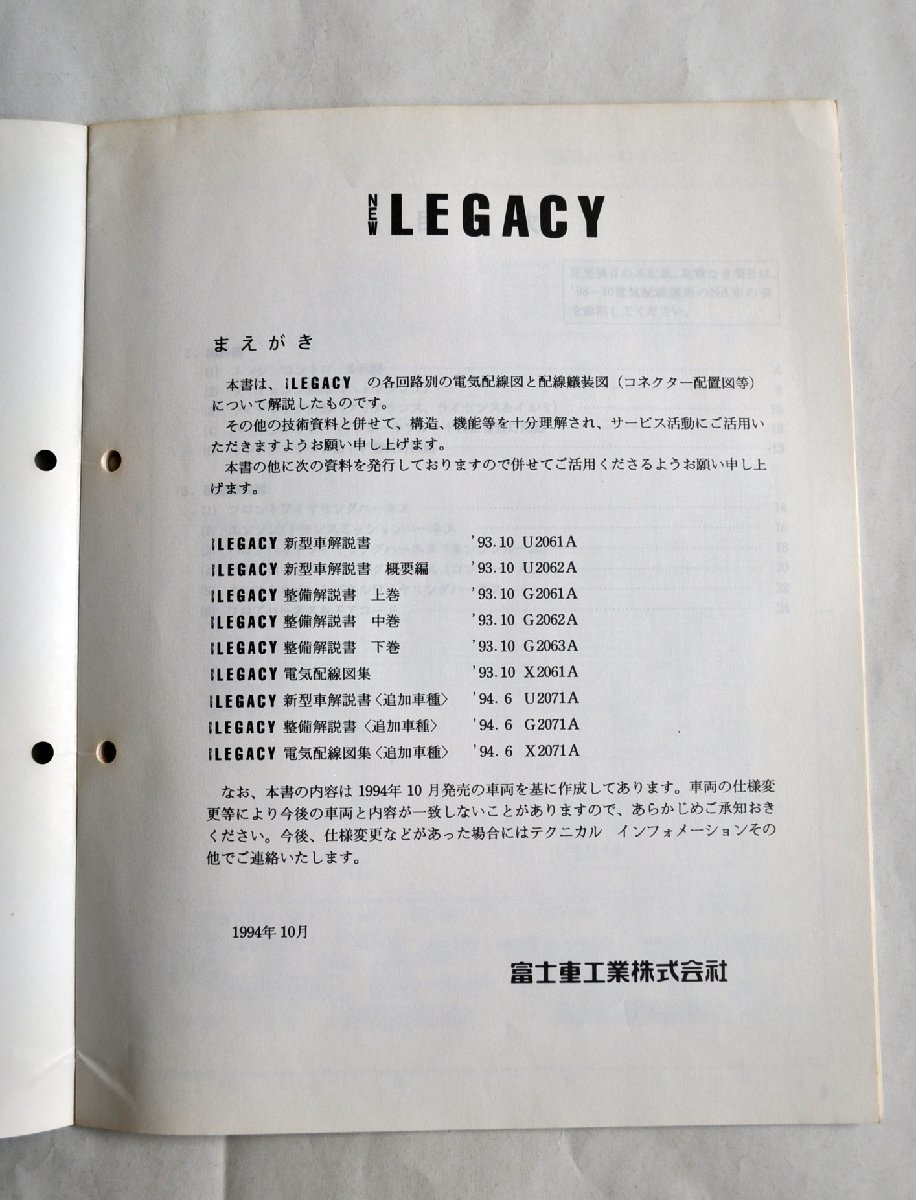 NEW LEGACY
まえがき
本書は、NEW LEGACY の各回路別の電気配線図と配線艤装図（コネクター配置図等）
について解説したものです。
その他の技術資料と併せて、構造、機能等を十分理解され、サービス活動にご活用い
ただきますようお願い申し上げます。
本書の他に次の資料を発行しておりますので併せてご活用くださるようお願い申し上
げます。
NEW LEGACY 新型車解説書 '93.10 U2061A
NEW LEGACY 新型車解説書 概要編 '93.10 U2062A
NEW LEGACY 整備解説書 上巻 '93.10 G2061A
NEW LEGACY 整備解説書 中巻 '93.10 G2062A
NEW LEGACY 整備解説書 下巻 '93.10 G2063A
NEW LEGACY 電気配線図集 '93.10 X2061A
NEW LEGACY 新型車解説書〈追加車種〉 '94. 6 U2071A
NEW LEGACY 整備解説書〈追加車種〉 '94. 6 G2071A
NEW LEGACY 電気配線図集〈追加車種〉 '94. 6 X2071A
なお、本書の内容は1994年10月発売の車両を基に作成してあります。車両の仕様変
更等により今後の車両と内容が一致しないことがありますので、あらかじめご承知おき
ください。今後、仕様変更などがあった場合にはテクニカル インフォメーションその
他でご連絡いたします。
1994年10月
富士重工業株式会社